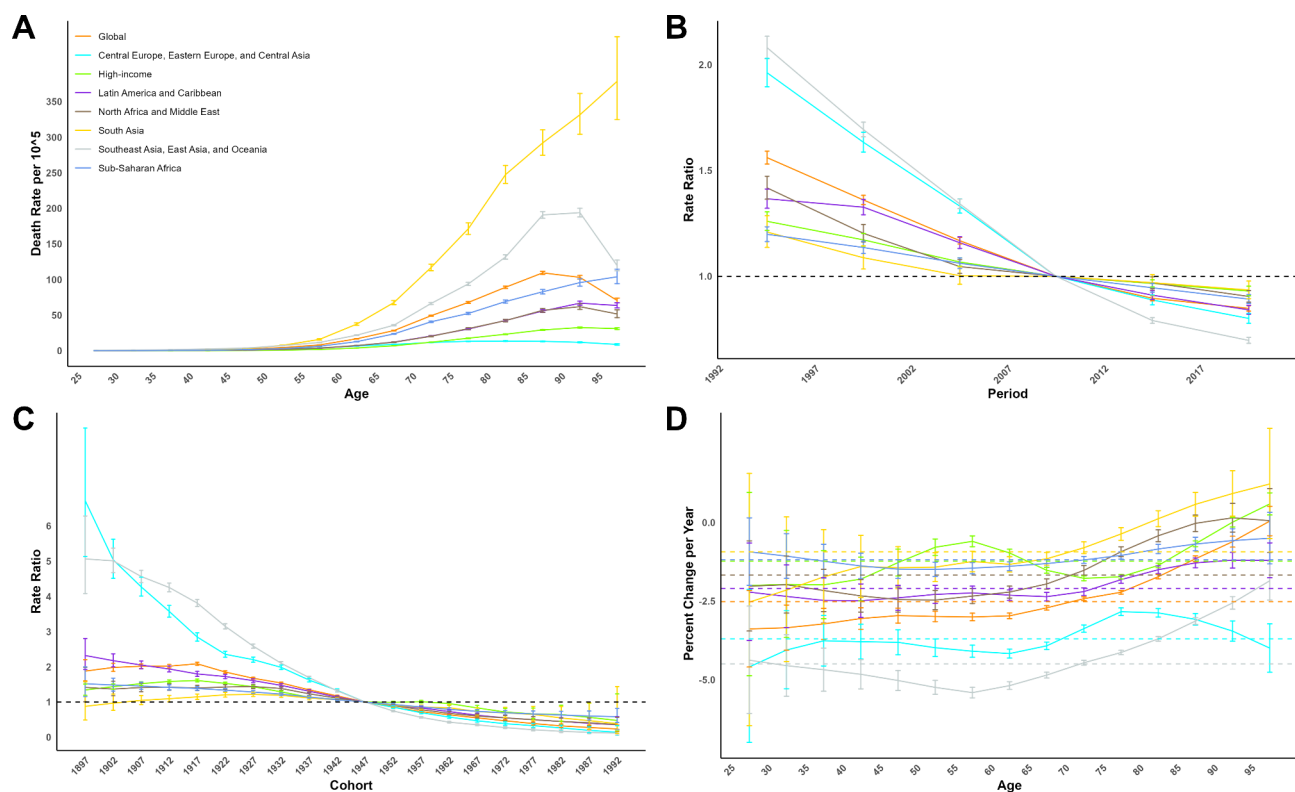 A
Global
Central Europe, Eastern Europe, and Central Asia
High-income
Latin America and Caribbean
North Africa and Middle East
South Asia
Southeast Asia, East Asia, and Oceania
Sub-Saharan Africa
Death Rate per 10^5
350
300
250
200
150
100
50
0
25 30 35 40 45 50 55 60 65 70 75 80 85 90 95
Age
B
Rate Ratio
2.0
1.5
1.0
1992 1997 2002 2007 2012 2017
Period
C
Rate Ratio
6
5
4
3
2
1
0
1897 1902 1907 1912 1917 1922 1927 1932 1937 1942 1947 1952 1957 1962 1967 1972 1977 1982 1987 1992
Cohort
D
Percent Change per Year
0.0
-2.5
-5.0
25 30 35 40 45 50 55 60 65 70 75 80 85 90 95
Age